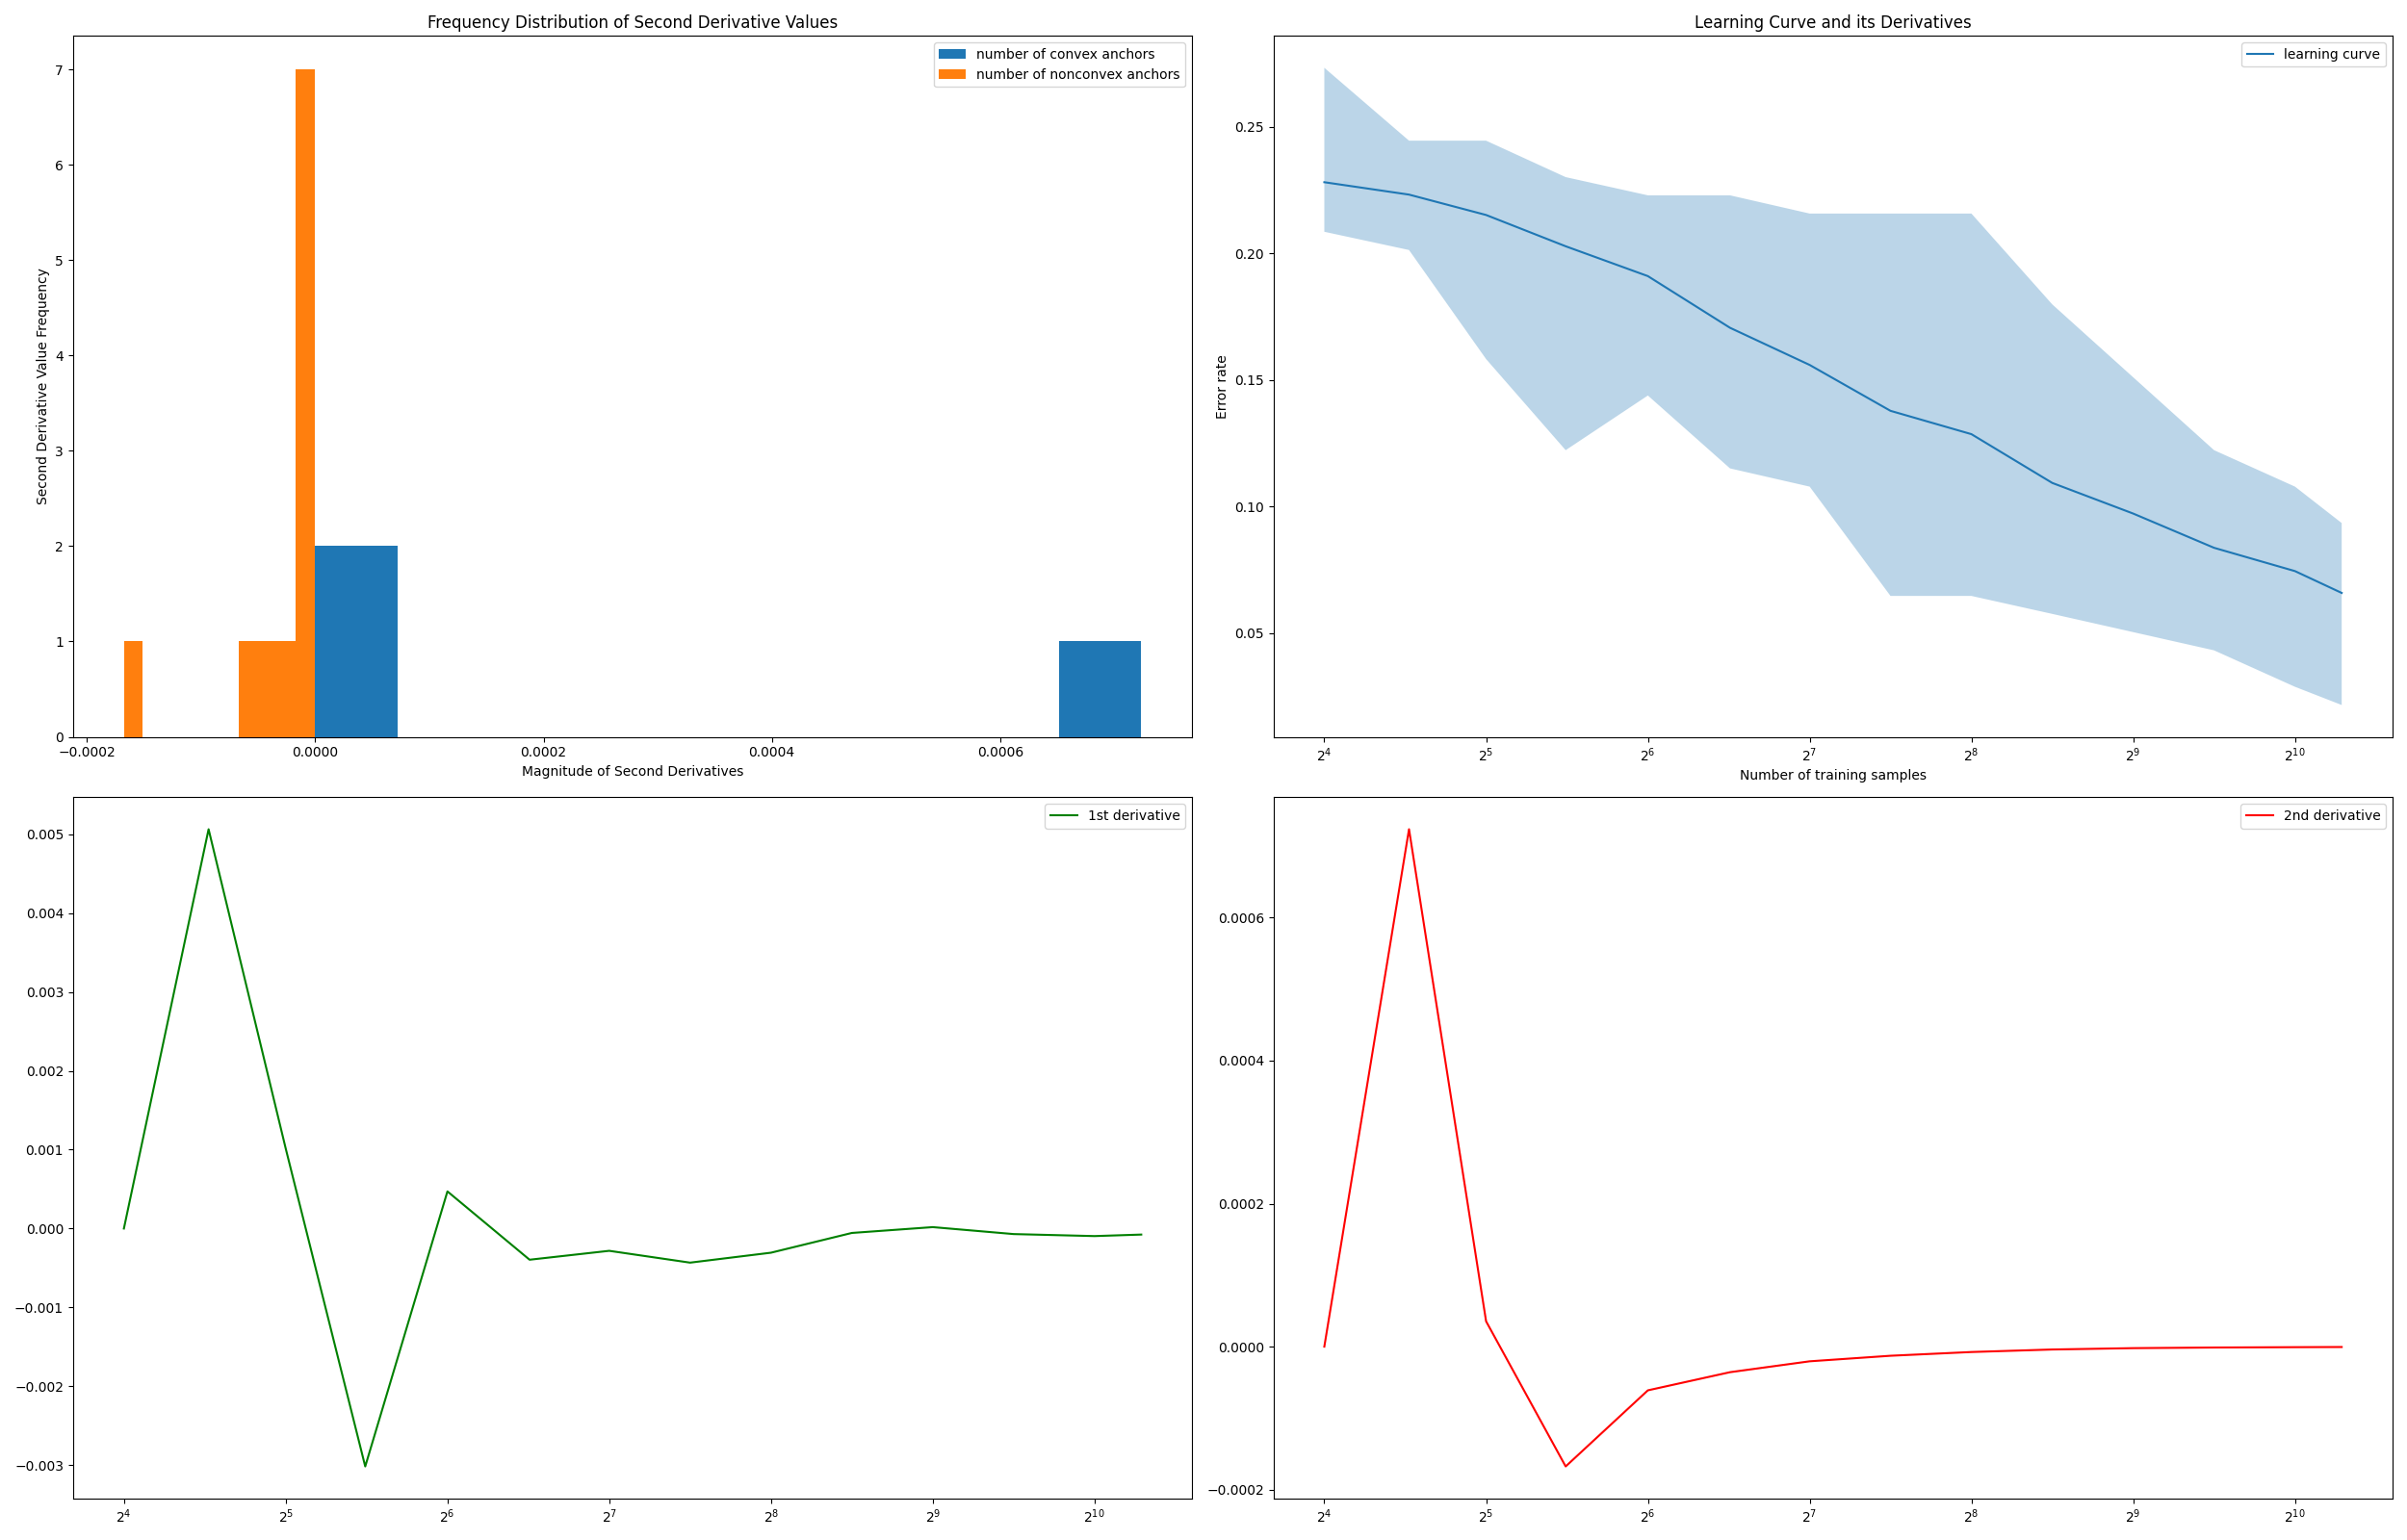 Frequency Distribution of Second Derivative Values
number of convex anchors
number of nonconvex anchors
Second Derivative Value Frequency
7
6
5
4
3
2
1
0
−0.0002 0.0000 0.0002 0.0004 0.0006
Magnitude of Second Derivatives
Learning Curve and its Derivatives
learning curve
Error rate
0.25
0.20
0.15
0.10
0.05
2^4 2^5 2^6 2^7 2^8 2^9 2^10
Number of training samples
1st derivative
0.005
0.004
0.003
0.002
0.001
0.000
−0.001
−0.002
−0.003
2^4 2^5 2^6 2^7 2^8 2^9 2^10
2nd derivative
0.0006
0.0004
0.0002
0.0000
−0.0002
2^4 2^5 2^6 2^7 2^8 2^9 2^10